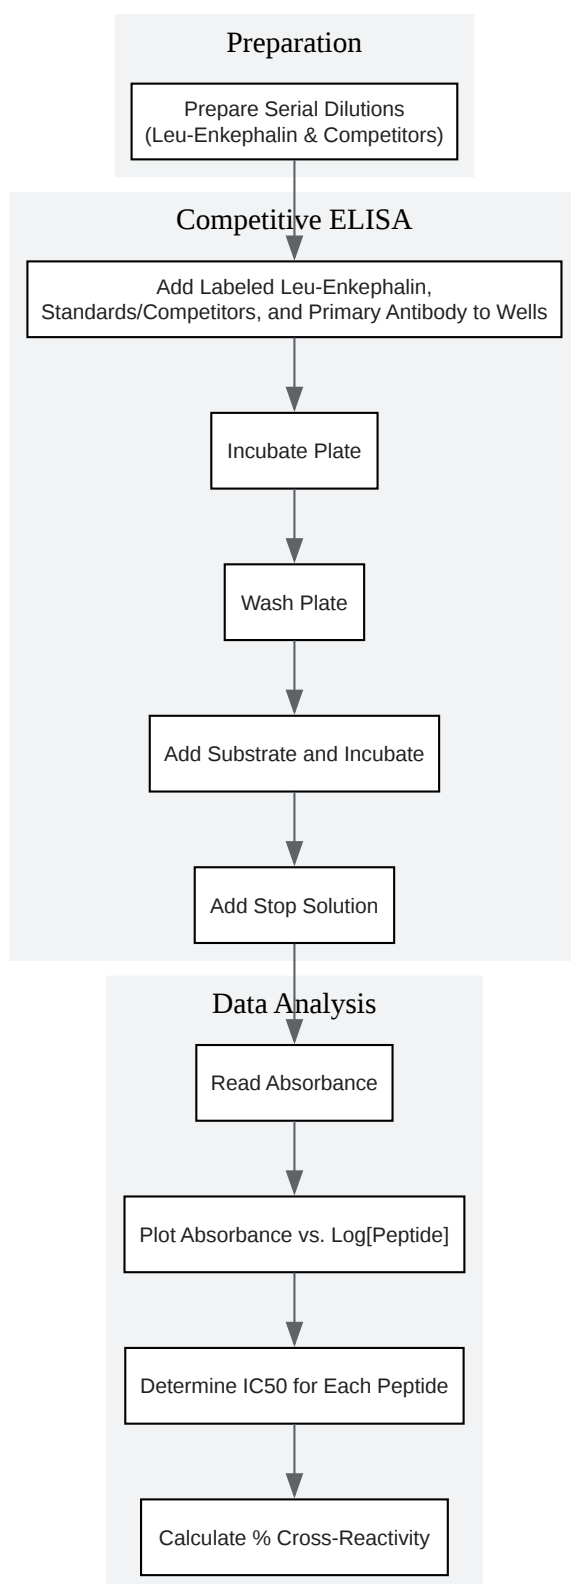 Preparation
Prepare Serial Dilutions
(Leu-Enkephalin & Competitors)
Competitive ELISA
Add Labeled Leu-Enkephalin,
Standards/Competitors, and Primary Antibody to Wells
Incubate Plate
Wash Plate
Add Substrate and Incubate
Add Stop Solution
Data Analysis
Read Absorbance
Plot Absorbance vs. Log[Peptide]
Determine IC50 for Each Peptide
Calculate % Cross-Reactivity